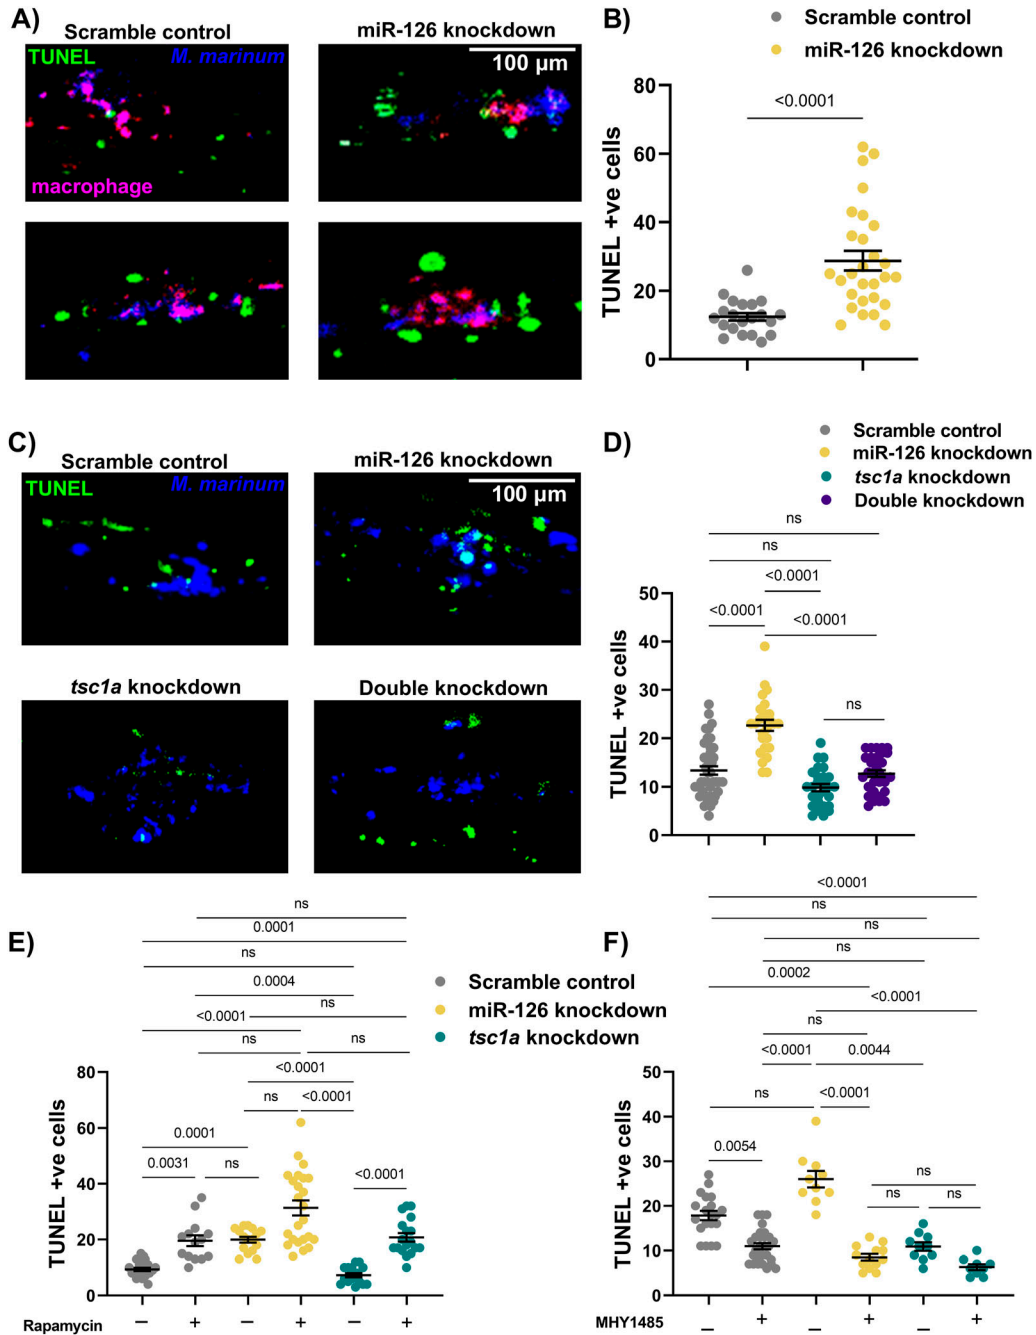 A)
Scramble control
miR-126 knockdown
TUNEL
M. marinum
100 µm
macrophage
B)
Scramble control
miR-126 knockdown
TUNEL +ve cells
80
60
40
20
0
<0.0001
C)
Scramble control
miR-126 knockdown
TUNEL
M. marinum
100 µm
tsc1a knockdown
Double knockdown
D)
Scramble control
miR-126 knockdown
tsc1a knockdown
Double knockdown
ns
ns
<0.0001
<0.0001
<0.0001
ns
TUNEL +ve cells
50
40
30
20
10
0
E)
Scramble control
miR-126 knockdown
tsc1a knockdown
ns
0.0001
ns
0.0004
ns
<0.0001
ns
ns
<0.0001
ns
<0.0001
0.0001
0.0031
ns
<0.0001
TUNEL +ve cells
80
60
40
20
0
Rapamycin
– + – + – +
F)
<0.0001
ns
ns
ns
0.0002
<0.0001
ns
<0.0001
0.0044
ns
<0.0001
0.0054
ns
ns
ns
TUNEL +ve cells
50
40
30
20
10
0
MHY1485
– + – + – +